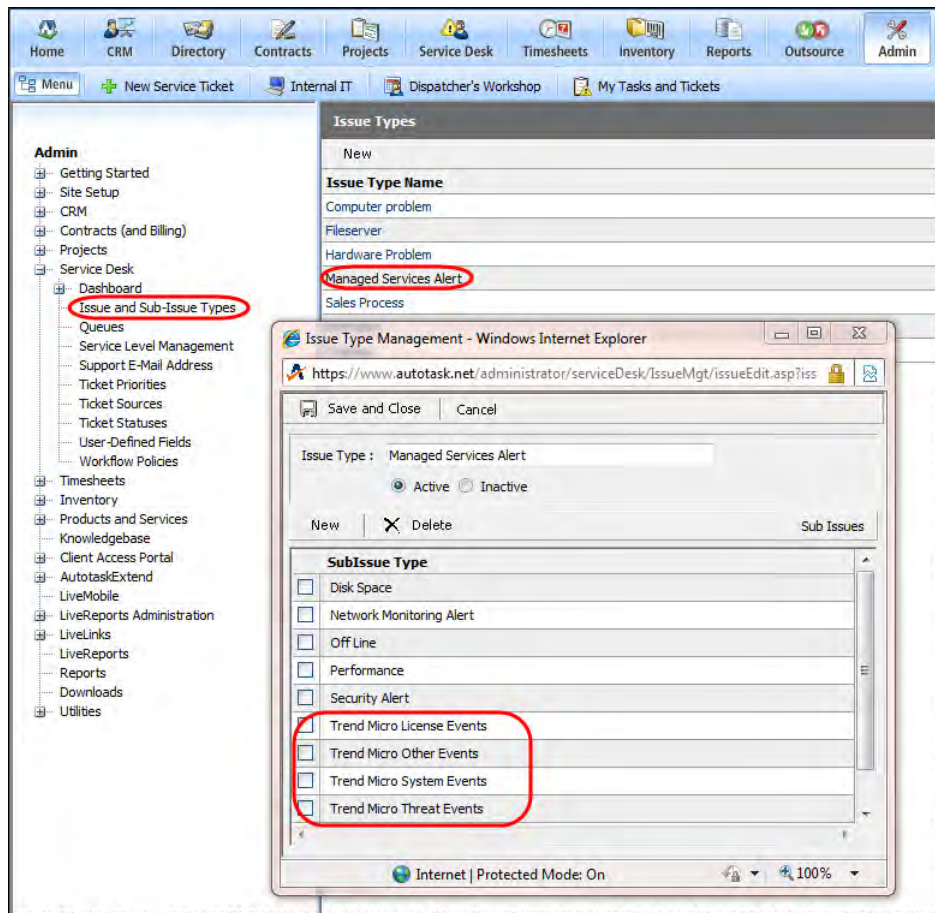 Home CRM Directory Contracts Projects Service Desk Timesheets Inventory Reports Outsource Admin
Menu New Service Ticket Internal IT Dispatcher's Workshop My Tasks and Tickets
Issue Types
New
Issue Type Name
Computer problem
Fileserver
Hardware Problem
Managed Services Alert
Sales Process
Admin
Getting Started
Site Setup
CRM
Contracts (and Billing)
Projects
Service Desk
Dashboard
Issue and Sub-Issue Types
Queues
Service Level Management
Support E-Mail Address
Ticket Priorities
Ticket Sources
Ticket Statuses
User-Defined Fields
Workflow Policies
Timesheets
Inventory
Products and Services
Knowledgebase
Client Access Portal
AutotaskExtend
LiveMobile
LiveReports Administration
LiveLinks
LiveReports
Reports
Downloads
Utilities
Issue Type Management - Windows Internet Explorer
https://www.autotask.net/administrator/serviceDesk/IssueMgt/issueEdit.asp?iss
Save and Close Cancel
Issue Type : Managed Services Alert
Active Inactive
New Delete Sub Issues
SubIssue Type
Disk Space
Network Monitoring Alert
Off Line
Performance
Security Alert
Trend Micro License Events
Trend Micro Other Events
Trend Micro System Events
Trend Micro Threat Events
Internet | Protected Mode: On 100%